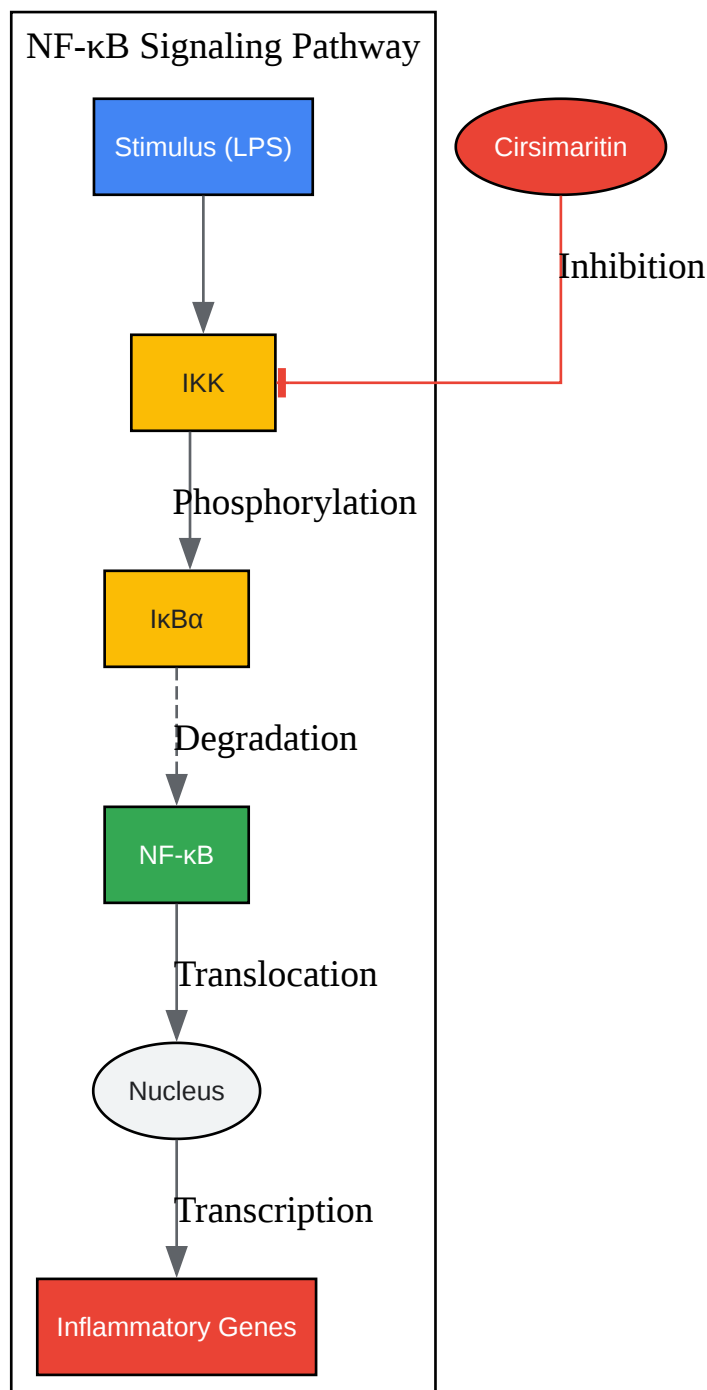 NF-κB Signaling Pathway
Stimulus (LPS)
Cirsimaritin
Inhibition
IKK
Phosphorylation
IκBα
Degradation
NF-κB
Translocation
Nucleus
Transcription
Inflammatory Genes